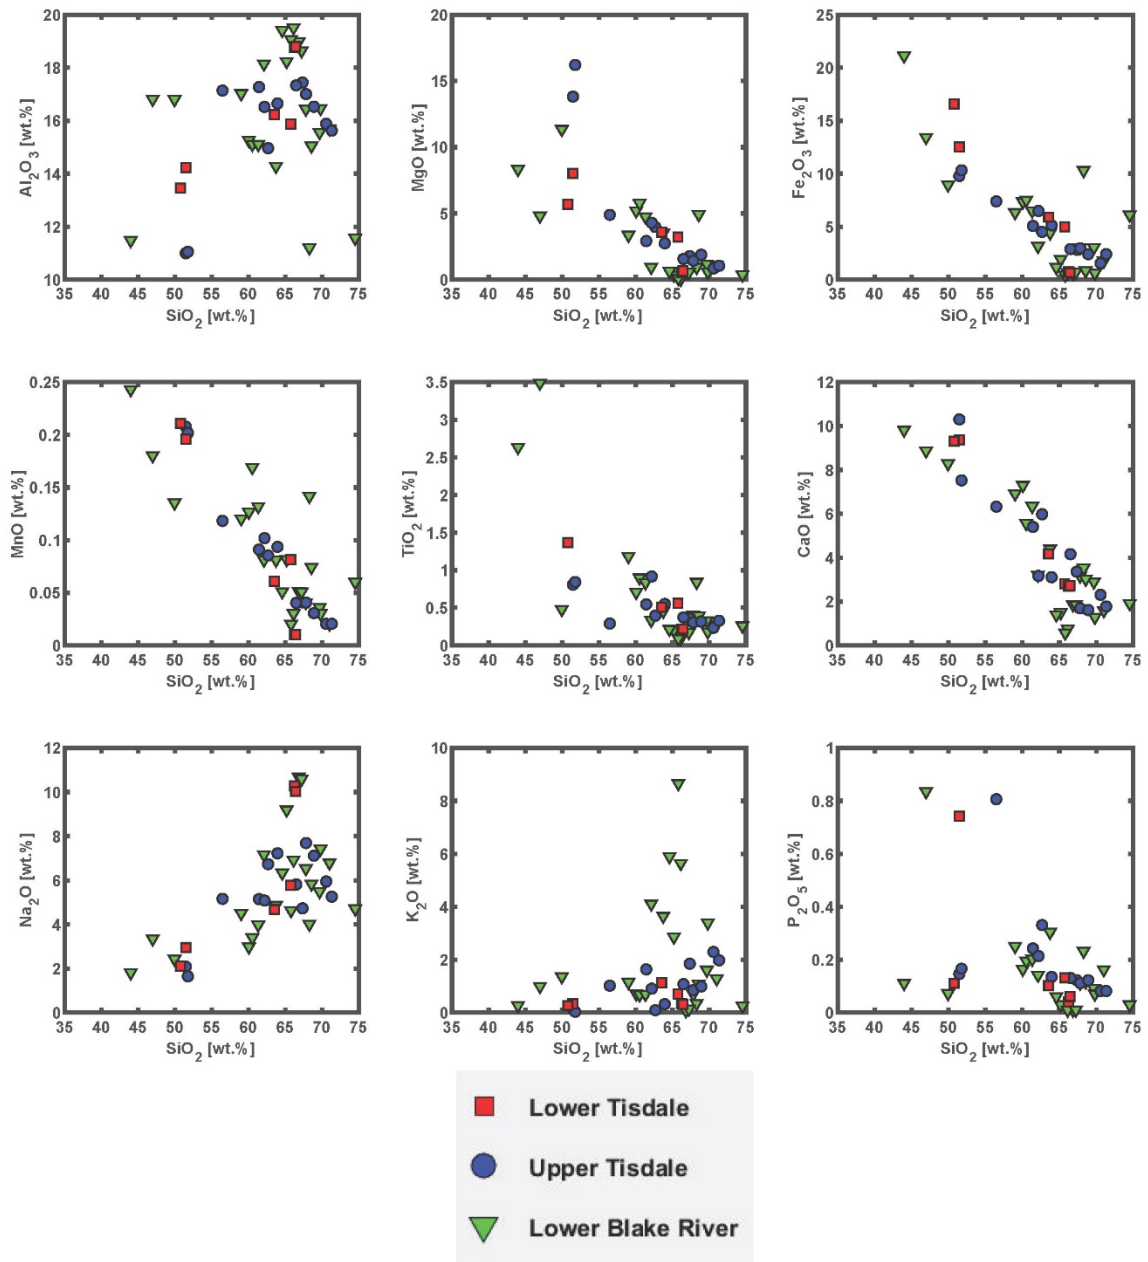 20
18
16
14
12
10
Al2O3 [wt.%]
35 40 45 50 55 60 65 70 75
SiO2 [wt.%]
20
15
10
5
0
MgO [wt.%]
35 40 45 50 55 60 65 70 75
SiO2 [wt.%]
25
20
15
10
5
0
Fe2O3 [wt.%]
35 40 45 50 55 60 65 70 75
SiO2 [wt.%]
0.25
0.2
0.15
0.1
0.05
0
MnO [wt.%]
35 40 45 50 55 60 65 70 75
SiO2 [wt.%]
3.5
3
2.5
2
1.5
1
0.5
0
TiO2 [wt.%]
35 40 45 50 55 60 65 70 75
SiO2 [wt.%]
12
10
8
6
4
2
0
CaO [wt.%]
35 40 45 50 55 60 65 70 75
SiO2 [wt.%]
12
10
8
6
4
2
0
Na2O [wt.%]
35 40 45 50 55 60 65 70 75
SiO2 [wt.%]
10
8
6
4
2
0
K2O [wt.%]
35 40 45 50 55 60 65 70 75
SiO2 [wt.%]
1
0.8
0.6
0.4
0.2
0
P2O5 [wt.%]
35 40 45 50 55 60 65 70 75
SiO2 [wt.%]
Lower Tisdale
Upper Tisdale
Lower Blake River